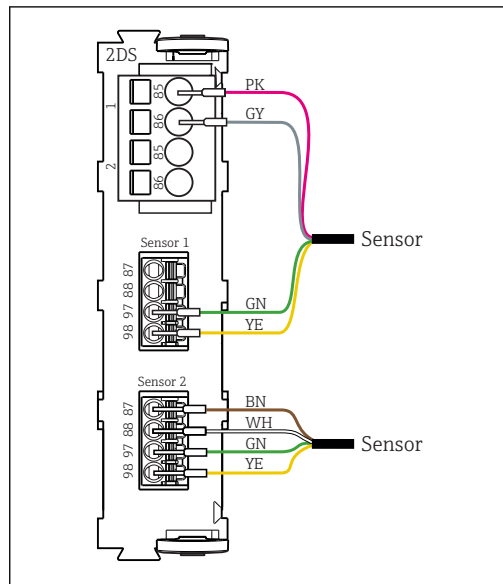 2DS
1
85
PK
86
GY
2
85
86
Sensor
Sensor 1
87
88
97
GN
98
YE
Sensor 2
87
BN
88
WH
97
GN
Sensor
98
YE